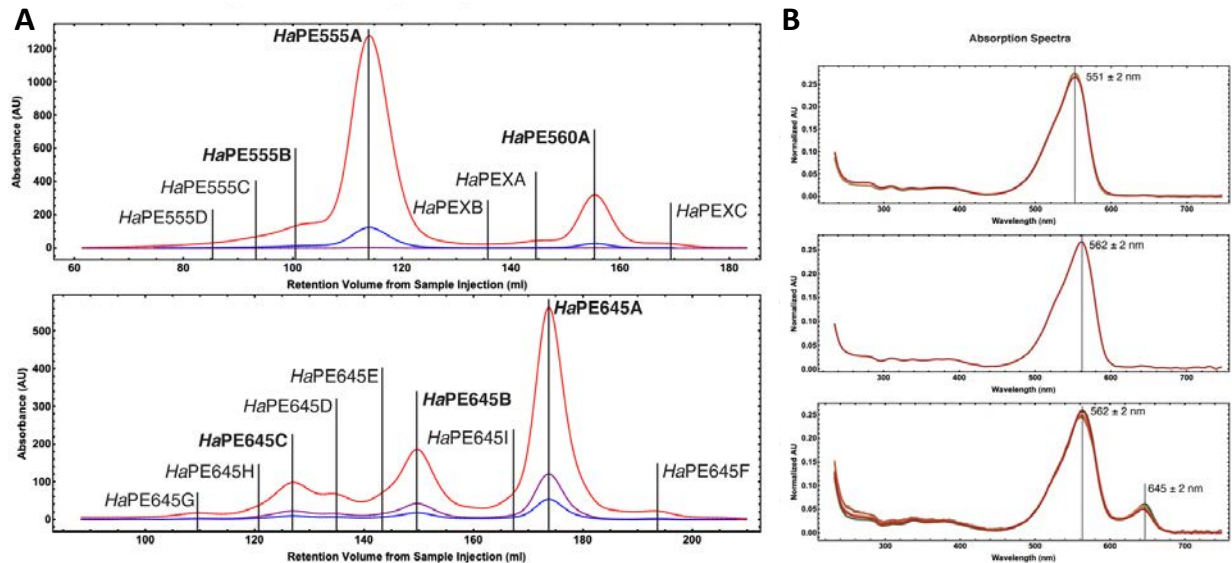 A
HaPE555A
HaPE555B
HaPE555C
HaPE555D
HaPE560A
HaPEXA
HaPEXB
HaPEXC
Absorbance (AU)
1200
1000
800
600
400
200
0
60 80 100 120 140 160 180
Retention Volume from Sample Injection (ml)
HaPE645A
HaPE645E
HaPE645B
HaPE645D
HaPE645C
HaPE645I
HaPE645H
HaPE645F
HaPE645G
Absorbance (AU)
500
400
300
200
100
0
100 120 140 160 180 200
Retention Volume from Sample Injection (ml)
B
Absorption Spectra
551 ± 2 nm
Normalized AU
0.25
0.20
0.15
0.10
0.05
0.00
300 400 500 600 700
Wavelength (nm)
562 ± 2 nm
Normalized AU
0.25
0.20
0.15
0.10
0.05
0.00
300 400 500 600 700
Wavelength (nm)
562 ± 2 nm
645 ± 2 nm
Normalized AU
0.25
0.20
0.15
0.10
0.05
0.00
300 400 500 600 700
Wavelength (nm)